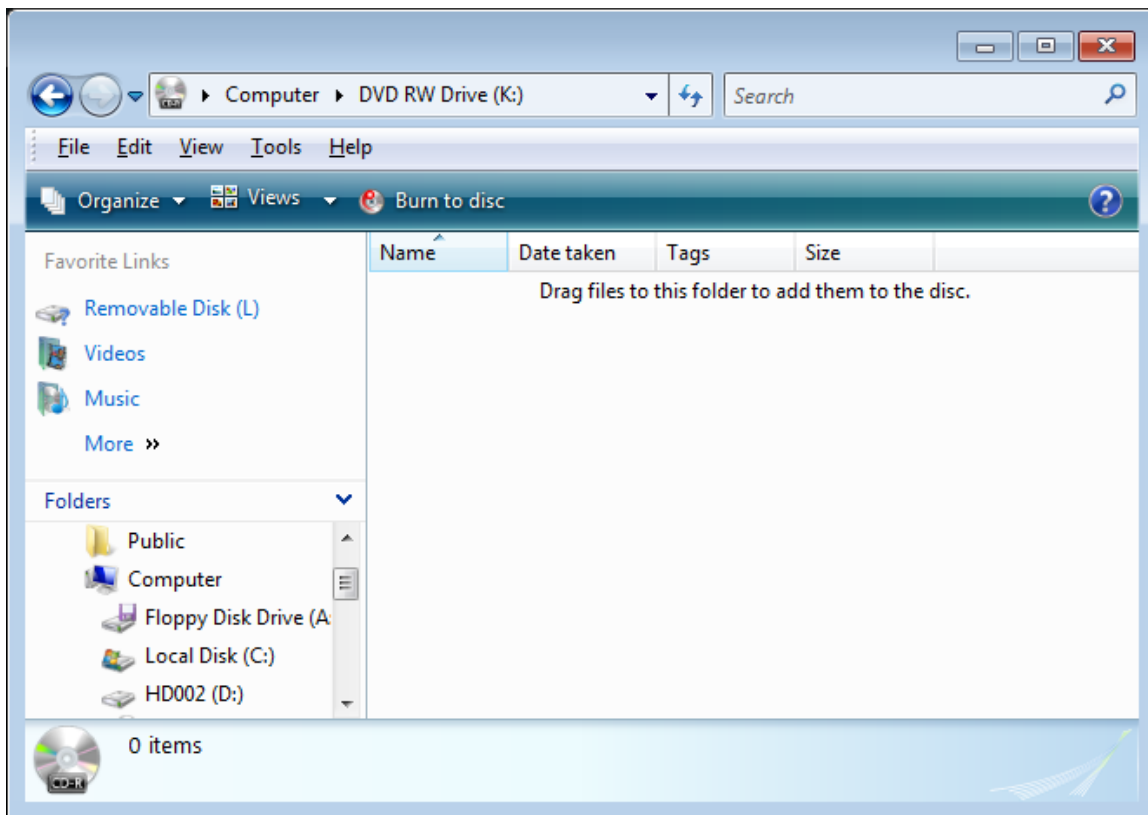 Computer DVD RW Drive (K:) Search
File Edit View Tools Help
Organize Views Burn to disc
Favorite Links
Removable Disk (L)
Videos
Music
More »
Folders
Public
Computer
Floppy Disk Drive (A:
Local Disk (C:)
HD002 (D:)
Name Date taken Tags Size
Drag files to this folder to add them to the disc.
0 items
CD-R